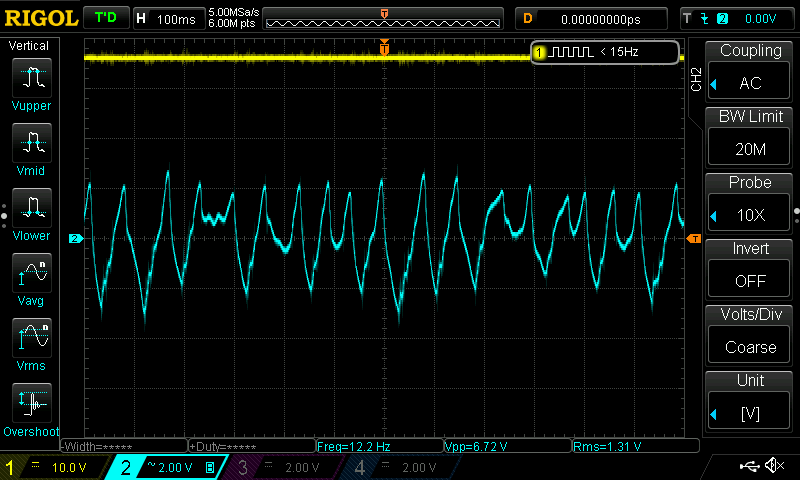 RIGOL T'D H 100ms 5.00MSa/s 6.00M pts T D 0.00000000ps T 2 0.00V
Vertical
Vupper
Vmid
Vlower
n
Vavg
n
Vrms
Overshoot
T
1 < 15Hz
2
T
CH2
Coupling
AC
BW Limit
20M
Probe
10X
Invert
OFF
Volts/Div
Coarse
Unit
[V]
-Width=***** +Duty=***** Freq=12.2 Hz Vpp=6.72 V Rms=1.31 V
1 10.0 V 2 ~ 2.00 V B 3 2.00 V 4 2.00 V